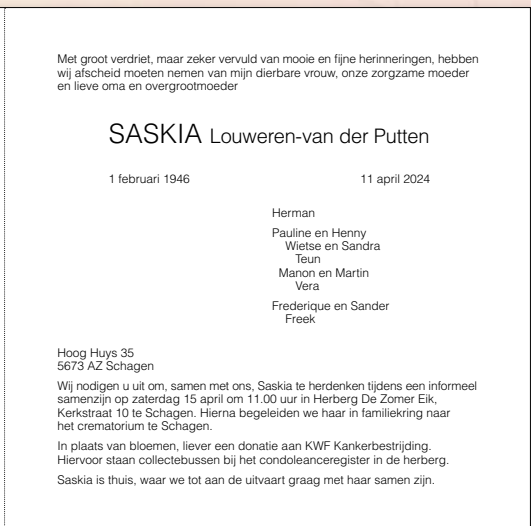 Met groot verdriet, maar zeker vervuld van mooie en fijne herinneringen, hebben
wij afscheid moeten nemen van mijn dierbare vrouw, onze zorgzame moeder
en lieve oma en overgrootmoeder
SASKIA Louweren-van der Putten
1 februari 1946 11 april 2024
Herman
Pauline en Henny
Wietse en Sandra
Teun
Manon en Martin
Vera
Frederique en Sander
Freek
Hoog Huys 35
5673 AZ Schagen
Wij nodigen u uit om, samen met ons, Saskia te herdenken tijdens een informeel
samenzijn op zaterdag 15 april om 11.00 uur in Herberg De Zomer Eik,
Kerkstraat 10 te Schagen. Hierna begeleiden we haar in familiekring naar
het crematorium te Schagen.
In plaats van bloemen, liever een donatie aan KWF Kankerbestrijding.
Hiervoor staan collectebussen bij het condoleanceregister in de herberg.
Saskia is thuis, waar we tot aan de uitvaart graag met haar samen zijn.